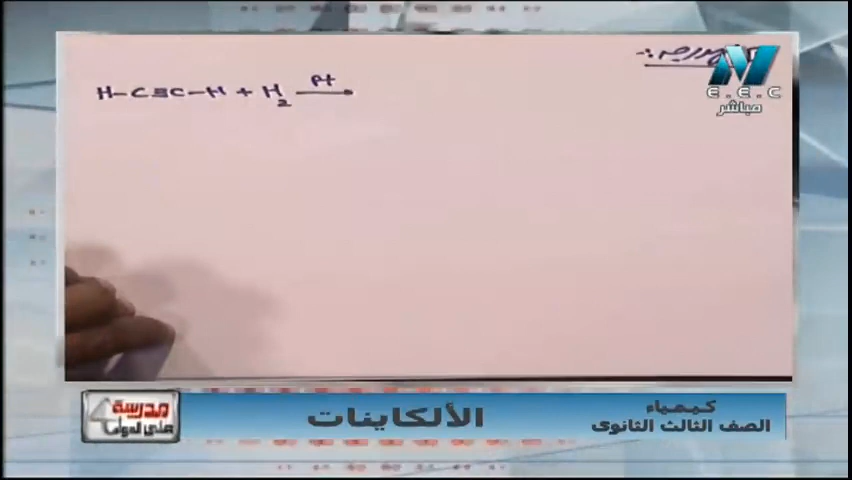 E.E.C
مباشر
H-C≡C-H + H₂ Pt →
كيمياء
الألكاينات
الصف الثالث الثانوى
مدرسة
على الهواء